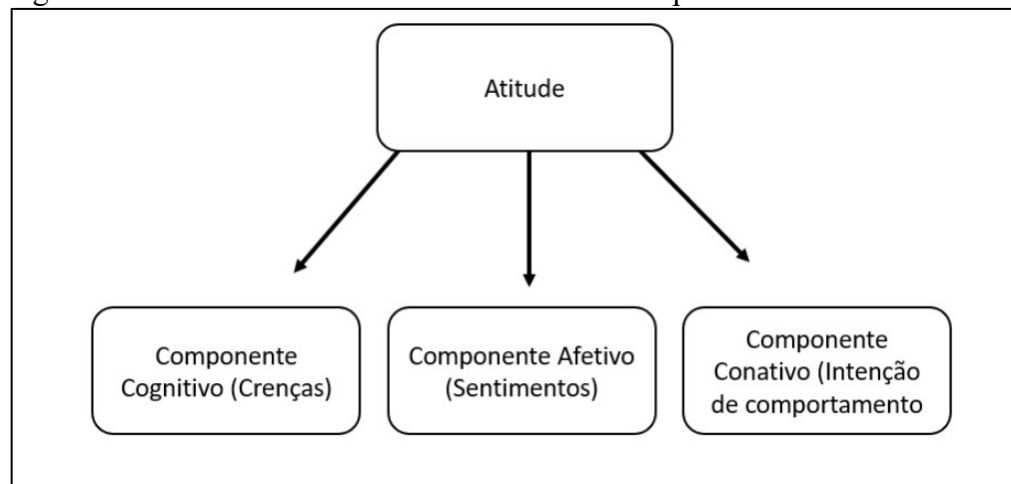 Atitude
Componente
Cognitivo (Crenças)
Componente Afetivo
(Sentimentos)
Componente
Conativo (Intenção
de comportamento